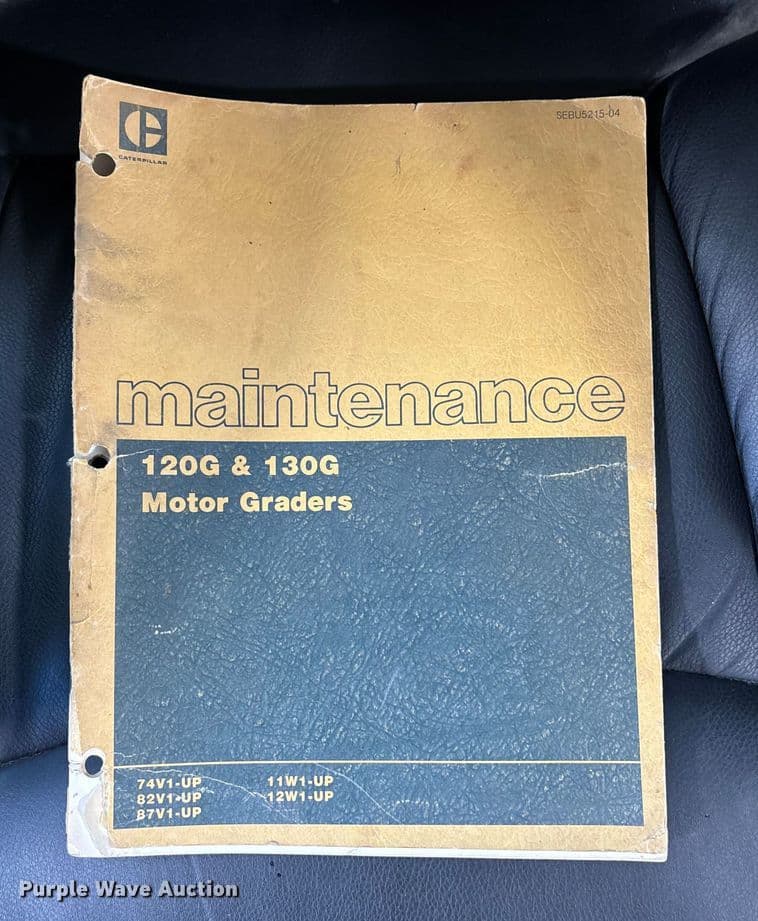 CATERPILLAR
SEBU5215-04
maintenance
120G & 130G
Motor Graders
74V1-UP 11W1-UP
82V1-UP 12W1-UP
87V1-UP
Purple Wave Auction